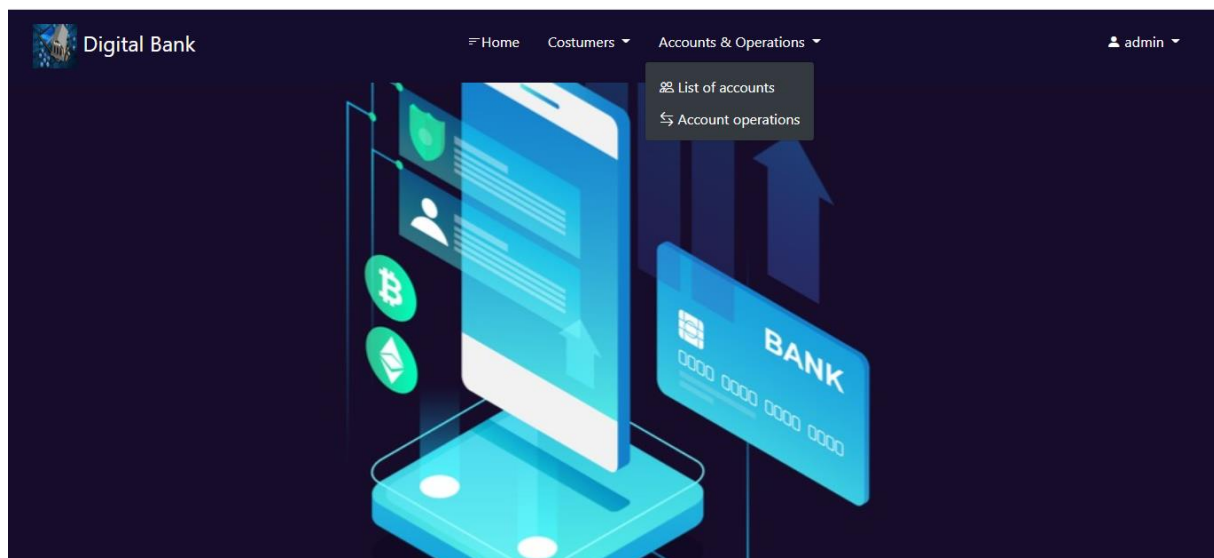 Digital Bank
Home
Costumers
Accounts & Operations
admin
List of accounts
Account operations
BANK
0000 0000 0000 0000